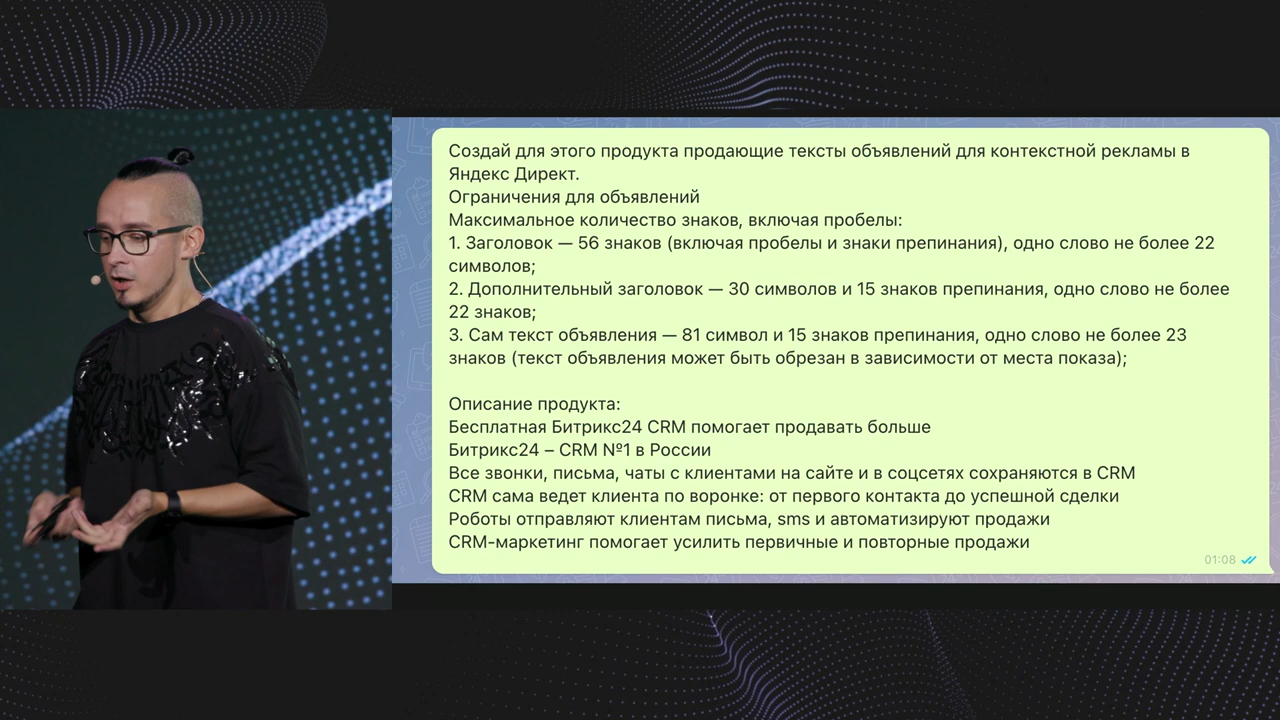 Создай для этого продукта продающие тексты объявлений для контекстной рекламы в
Яндекс Директ.
Ограничения для объявлений
Максимальное количество знаков, включая пробелы:
1. Заголовок — 56 знаков (включая пробелы и знаки препинания), одно слово не более 22
символов;
2. Дополнительный заголовок — 30 символов и 15 знаков препинания, одно слово не более
22 знаков;
3. Сам текст объявления — 81 символ и 15 знаков препинания, одно слово не более 23
знаков (текст объявления может быть обрезан в зависимости от места показа);
Описание продукта:
Бесплатная Битрикс24 CRM помогает продавать больше
Битрикс24 – CRM №1 в России
Все звонки, письма, чаты с клиентами на сайте и в соцсетях сохраняются в CRM
CRM сама ведет клиента по воронке: от первого контакта до успешной сделки
Роботы отправляют клиентам письма, sms и автоматизируют продажи
CRM-маркетинг помогает усилить первичные и повторные продажи
01:08